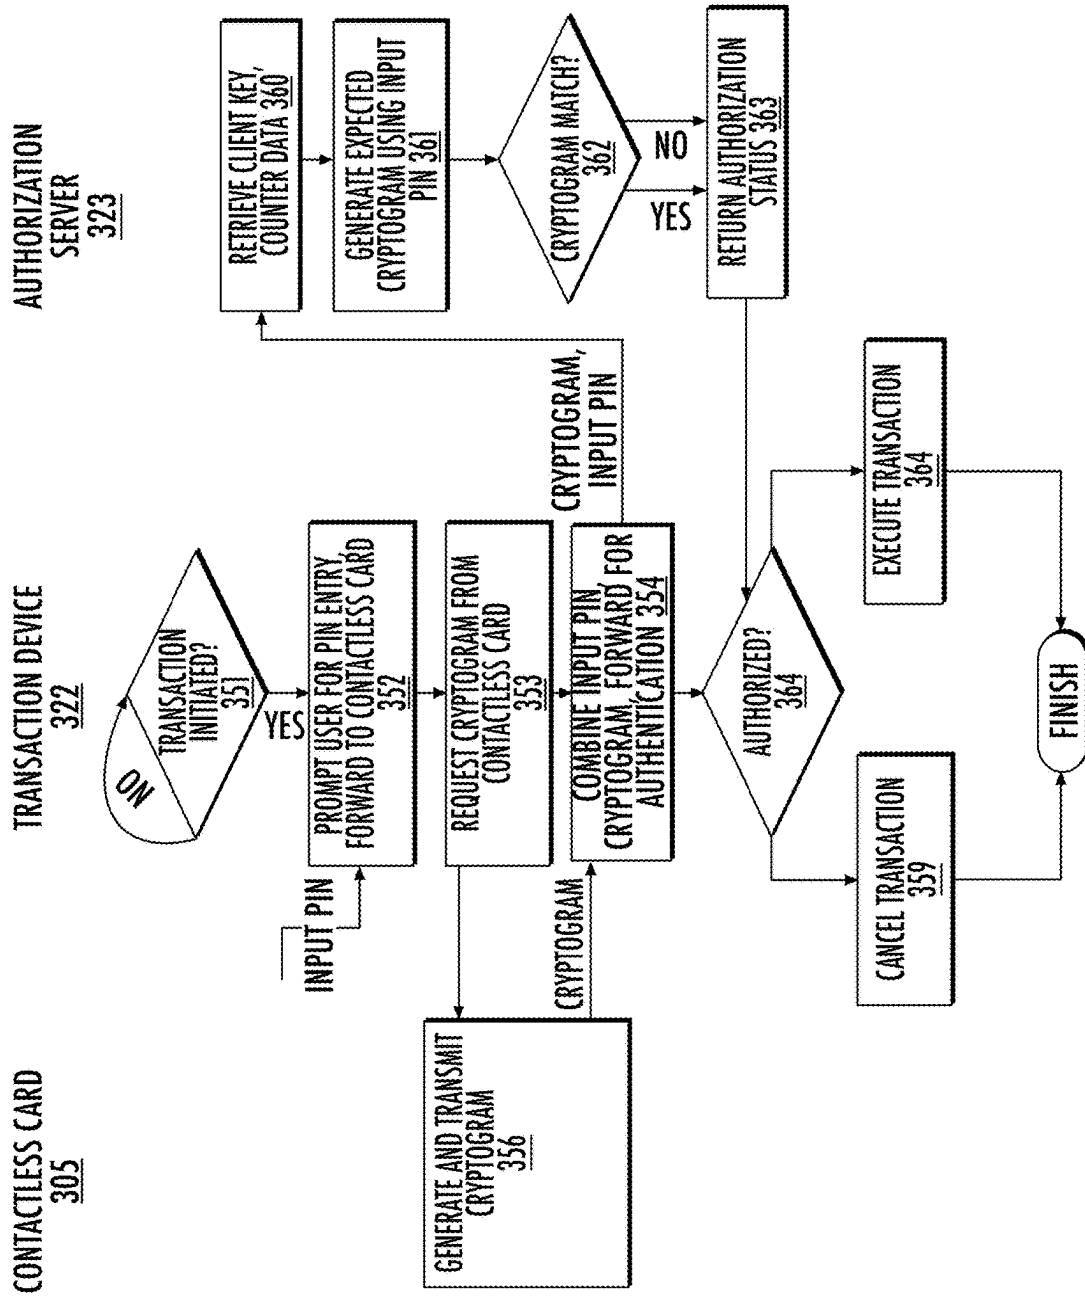 CONTACTLESS CARD
305
TRANSACTION DEVICE
322
AUTHORIZATION
SERVER
323
NO
TRANSACTION
INITIATED?
351
YES
INPUT PIN
PROMPT USER FOR PIN ENTRY,
FORWARD TO CONTACTLESS CARD
352
REQUEST CRYPTOGRAM FROM
CONTACTLESS CARD
353
GENERATE AND TRANSMIT
CRYPTOGRAM
356
CRYPTOGRAM
COMBINE INPUT PIN,
CRYPTOGRAM, FORWARD, FOR
AUTHENTICATION 354
CRYPTOGRAM,
INPUT PIN
RETRIEVE CLIENT KEY,
COUNTER DATA 360
GENERATE EXPECTED
CRYPTOGRAM USING INPUT
PIN 361
CRYPTOGRAM MATCH?
362
YES
NO
RETURN AUTHORIZATION
STATUS 363
AUTHORIZED?
364
CANCEL TRANSACTION
359
EXECUTE TRANSACTION
364
FINISH